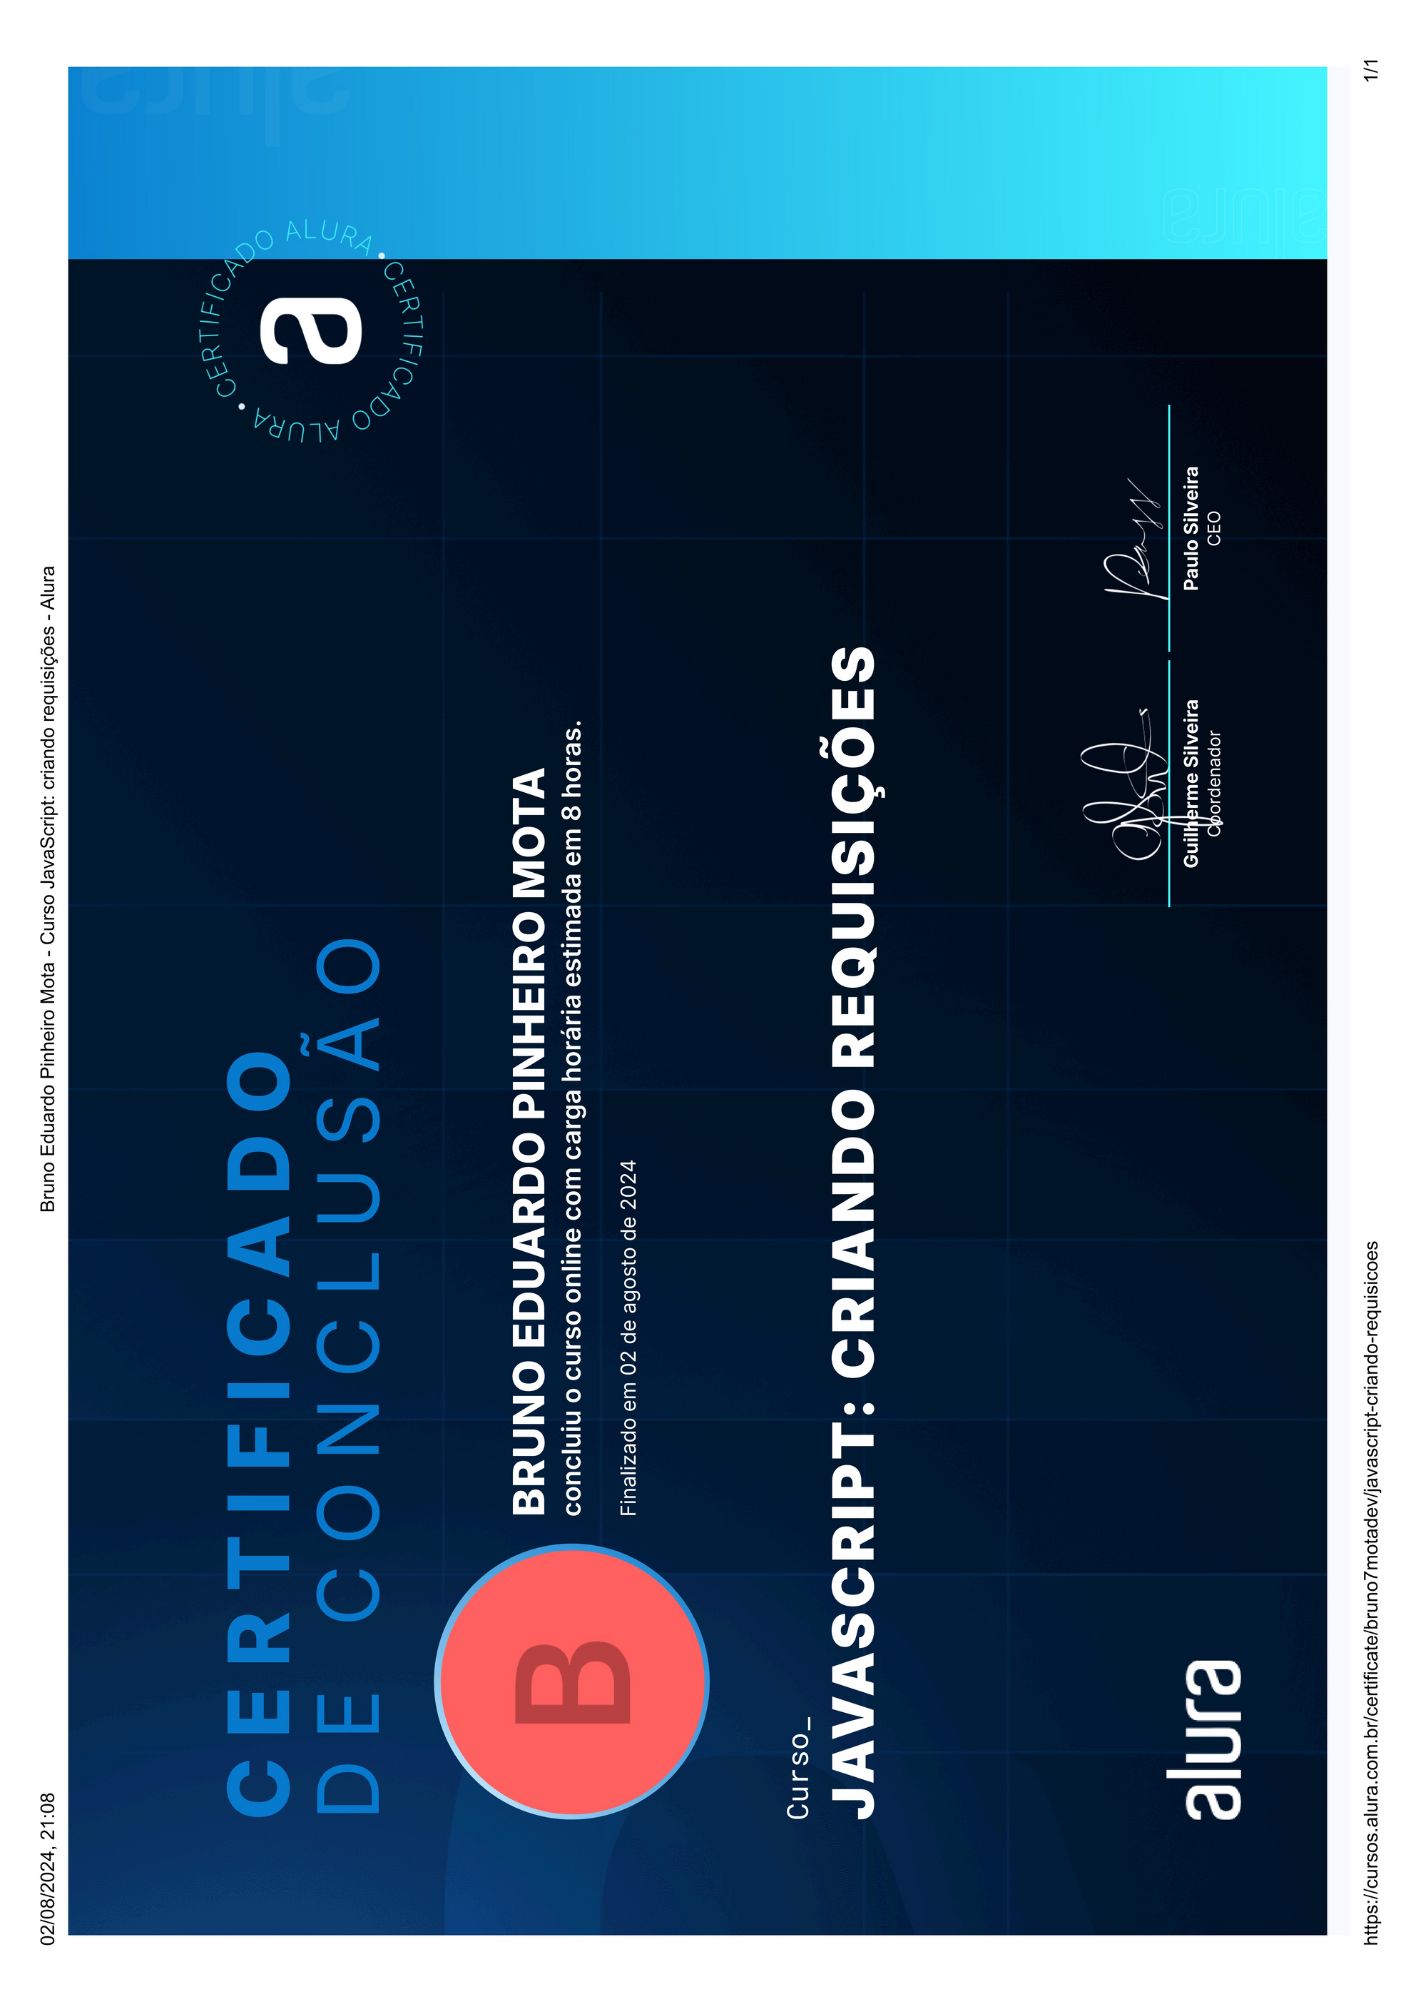 02/08/2024, 21:08
Bruno Eduardo Pinheiro Mota - Curso JavaScript: criando requisições - Alura
CERTIFICADO
DE CONCLUSÃO
• CERTIFICADO ALURA • CERTIFICADO ALURA
a
alura
B
BRUNO EDUARDO PINHEIRO MOTA
concluiu o curso online com carga horária estimada em 8 horas.
Finalizado em 02 de agosto de 2024
Curso_
JAVASCRIPT: CRIANDO REQUISIÇÕES
alura
Guilherme Silveira
Coordenador
Paulo Silveira
CEO
alura
https://cursos.alura.com.br/certificate/bruno7motadev/javascript-criando-requisicoes
1/1